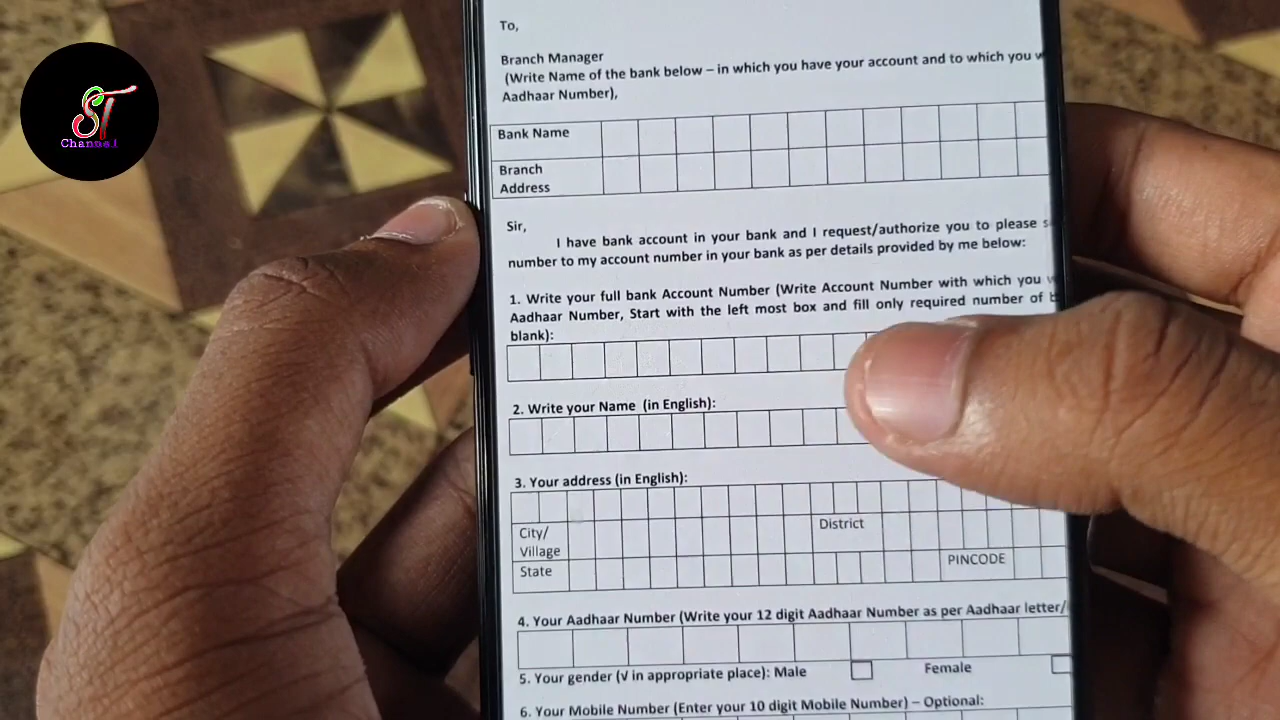 ST
Channel
To,
Branch Manager
(Write Name of the bank below – in which you have your account and to which you
Aadhaar Number),
Bank Name
Branch
Address
Sir,
I have bank account in your bank and I request/authorize you to please
number to my account number in your bank as per details provided by me below:
1. Write your full bank Account Number (Write Account Number with which you
Aadhaar Number, Start with the left most box and fill only required number of
blank):
2. Write your Name (in English):
3. Your address (in English):
City/
Village
District
State
PINCODE
4. Your Aadhaar Number (Write your 12 digit Aadhaar Number as per Aadhaar letter/
5. Your gender (√ in appropriate place): Male Female
6. Your Mobile Number (Enter your 10 digit Mobile Number) – Optional: